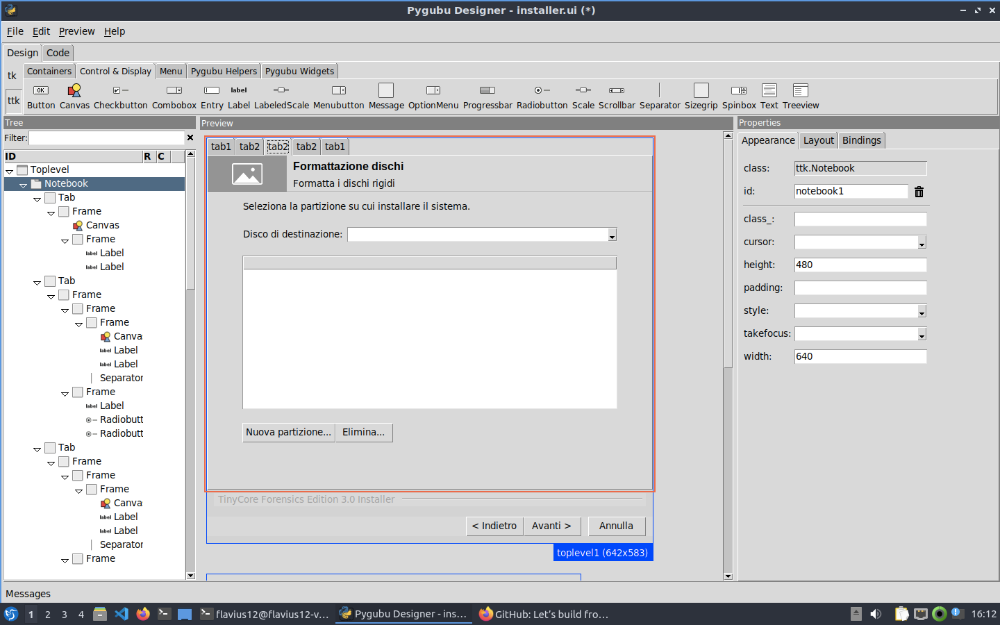 Pygubu Designer - installer.ui (*)
File Edit Preview Help
Design Code
tk
ttk
Containers Control & Display Menu Pygubu Helpers Pygubu Widgets
OK label
Button Canvas Checkbutton Combobox Entry Label LabeledScale Menubutton Message OptionMenu Progressbar Radiobutton Scale Scrollbar Separator Sizegrip Spinbox Text Treeview
Tree
Filter:
ID R C
Toplevel
Notebook
Tab
Frame
Canvas
Frame
label Label
label Label
Tab
Frame
Frame
Frame
Canva
label Label
label Label
Separator
Frame
label Label
Radiobutt
Radiobutt
Tab
Frame
Frame
Frame
Canva
label Label
label Label
Separator
Frame
Preview
tab1 tab2 tab2 tab2 tab1
Formattazione dischi
Formatta i dischi rigidi
Seleziona la partizione su cui installare il sistema.
Disco di destinazione:
Nuova partizione... Elimina...
TinyCore Forensics Edition 3.0 Installer
< Indietro Avanti > Annulla
toplevel1 (642x583)
Properties
Appearance Layout Bindings
class: ttk.Notebook
id: notebook1
class_:
cursor:
height: 480
padding:
style:
takefocus:
width: 640
Messages
1 2 3 4 flavius12@flavius12-v... Pygubu Designer - ins... GitHub: Let's build fro... 16:12